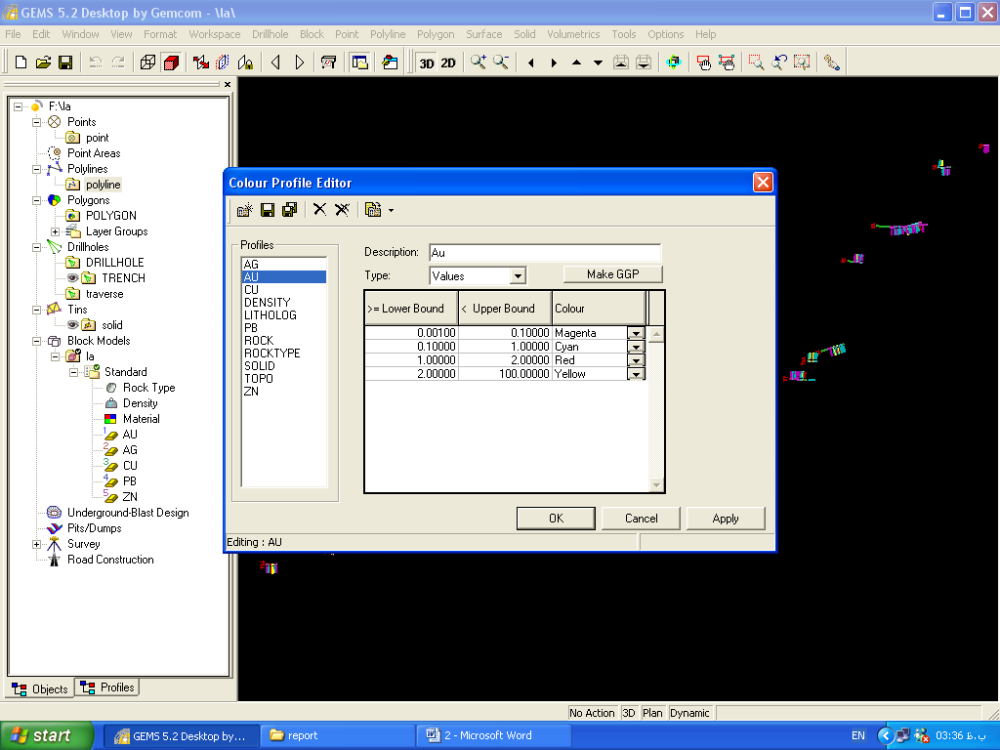 GEMS 5.2 Desktop by Gemcom - \la\
File Edit Window View Format Workspace Drillhole Block Point Polyline Polygon Surface Solid Volumetrics Tools Options Help
3D 2D
F:\la
Points
point
Point Areas
Polylines
polyline
Polygons
POLYGON
Layer Groups
Drillholes
DRILLHOLE
TRENCH
traverse
Tins
solid
Block Models
la
Standard
Rock Type
Density
Material
1 AU
2 AG
3 CU
4 PB
5 ZN
Underground-Blast Design
Pits/Dumps
Survey
Road Construction
Objects Profiles
Colour Profile Editor
Profiles
AG
AU
CU
DENSITY
LITHOLOG
PB
ROCK
ROCKTYPE
SOLID
TOPO
ZN
Description: Au
Type: Values Make GGP
>= Lower Bound < Upper Bound Colour
0.00100 0.10000 Magenta
0.10000 1.00000 Cyan
1.00000 2.00000 Red
2.00000 100.00000 Yellow
OK Cancel Apply
Editing : AU
No Action 3D Plan Dynamic
start GEMS 5.2 Desktop by... report 2 - Microsoft Word EN 03:36 ب.ظ